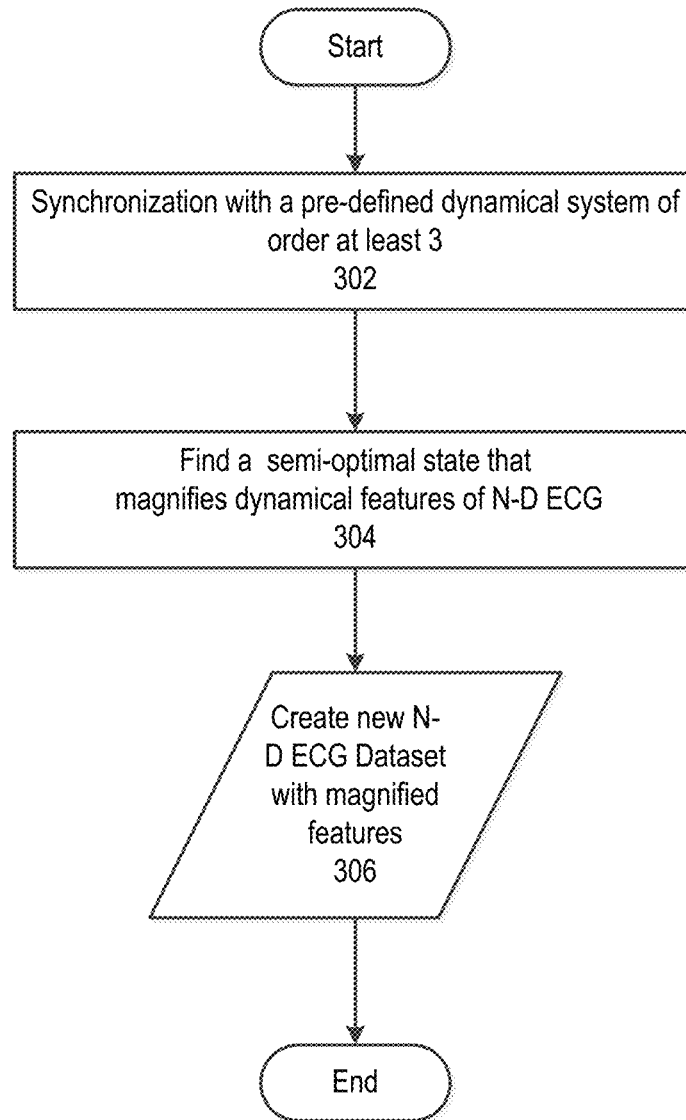 Start
Synchronization with a pre-defined dynamical system of
order at least 3
302
Find a semi-optimal state that
magnifies dynamical features of N-D ECG
304
Create new N-
D ECG Dataset
with magnified
features
306
End